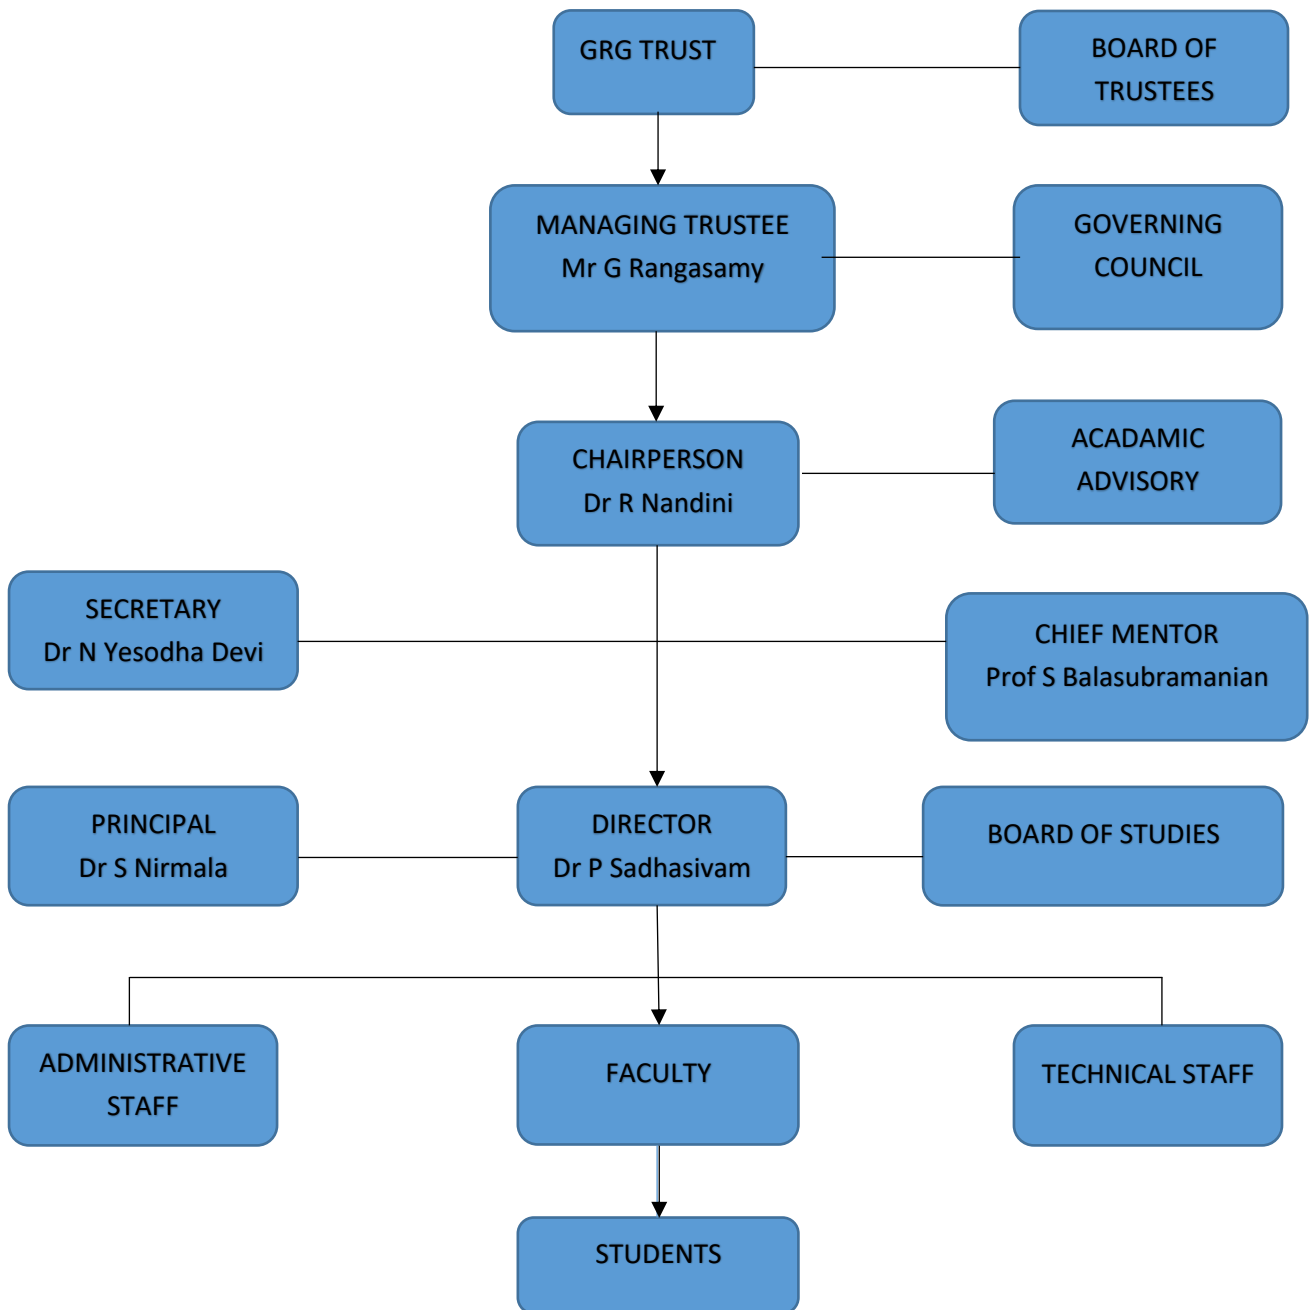 GRG TRUST
BOARD OF
TRUSTEES
MANAGING TRUSTEE
Mr G Rangasamy
GOVERNING
COUNCIL
CHAIRPERSON
Dr R Nandini
ACADAMIC
ADVISORY
SECRETARY
Dr N Yesodha Devi
CHIEF MENTOR
Prof S Balasubramanian
PRINCIPAL
Dr S Nirmala
DIRECTOR
Dr P Sadhasivam
BOARD OF STUDIES
ADMINISTRATIVE
STAFF
FACULTY
TECHNICAL STAFF
STUDENTS